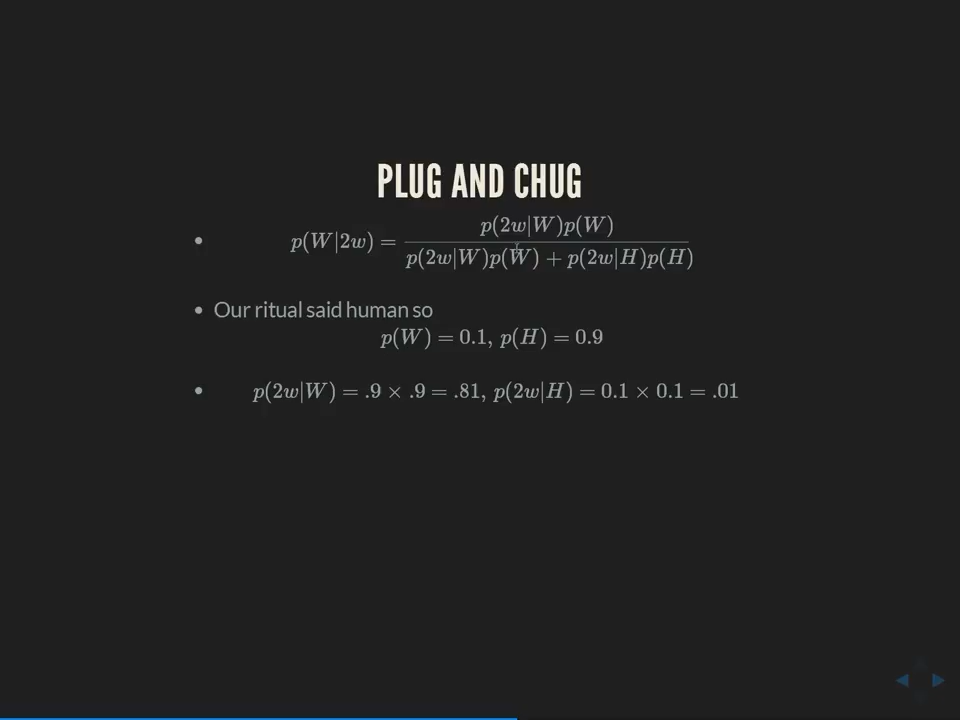 PLUG AND CHUG
• p(W|2w) = p(2w|W)p(W) / p(2w|W)p(W) + p(2w|H)p(H)
• Our ritual said human so
p(W) = 0.1, p(H) = 0.9
• p(2w|W) = .9 × .9 = .81, p(2w|H) = 0.1 × 0.1 = .01